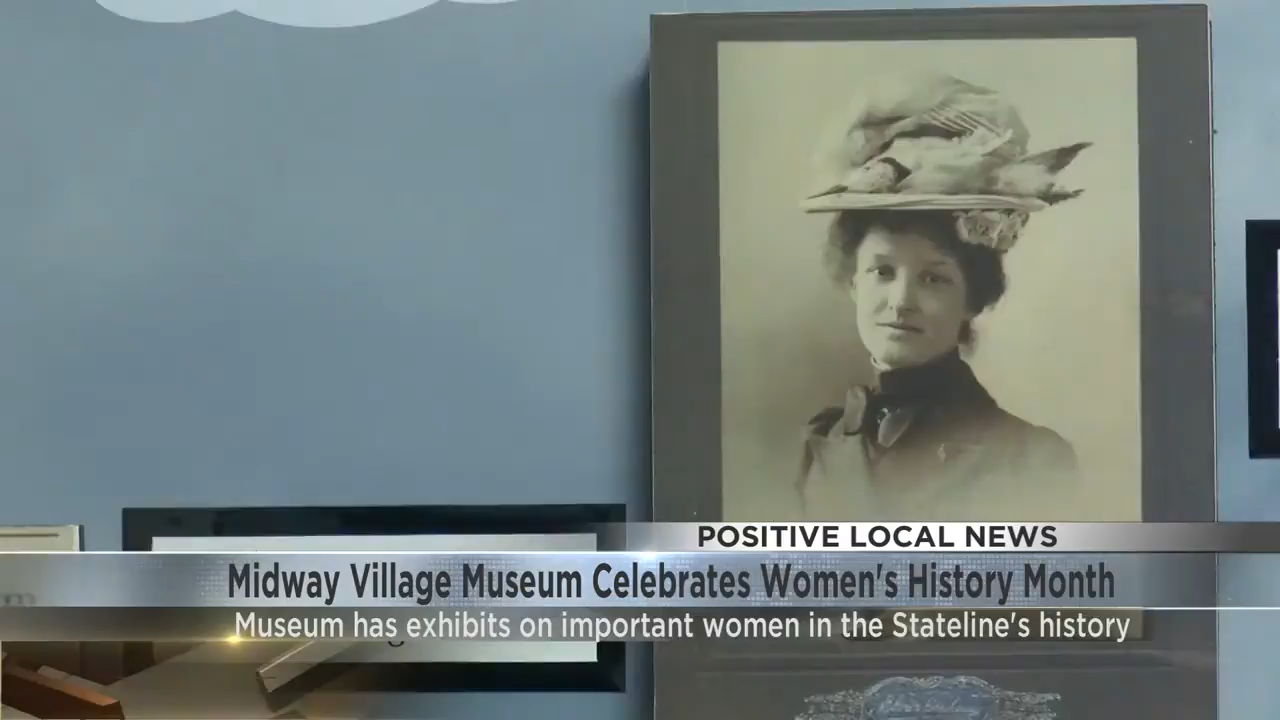 POSITIVE LOCAL NEWS
Midway Village Museum Celebrates Women's History Month
Museum has exhibits on important women in the Stateline's history